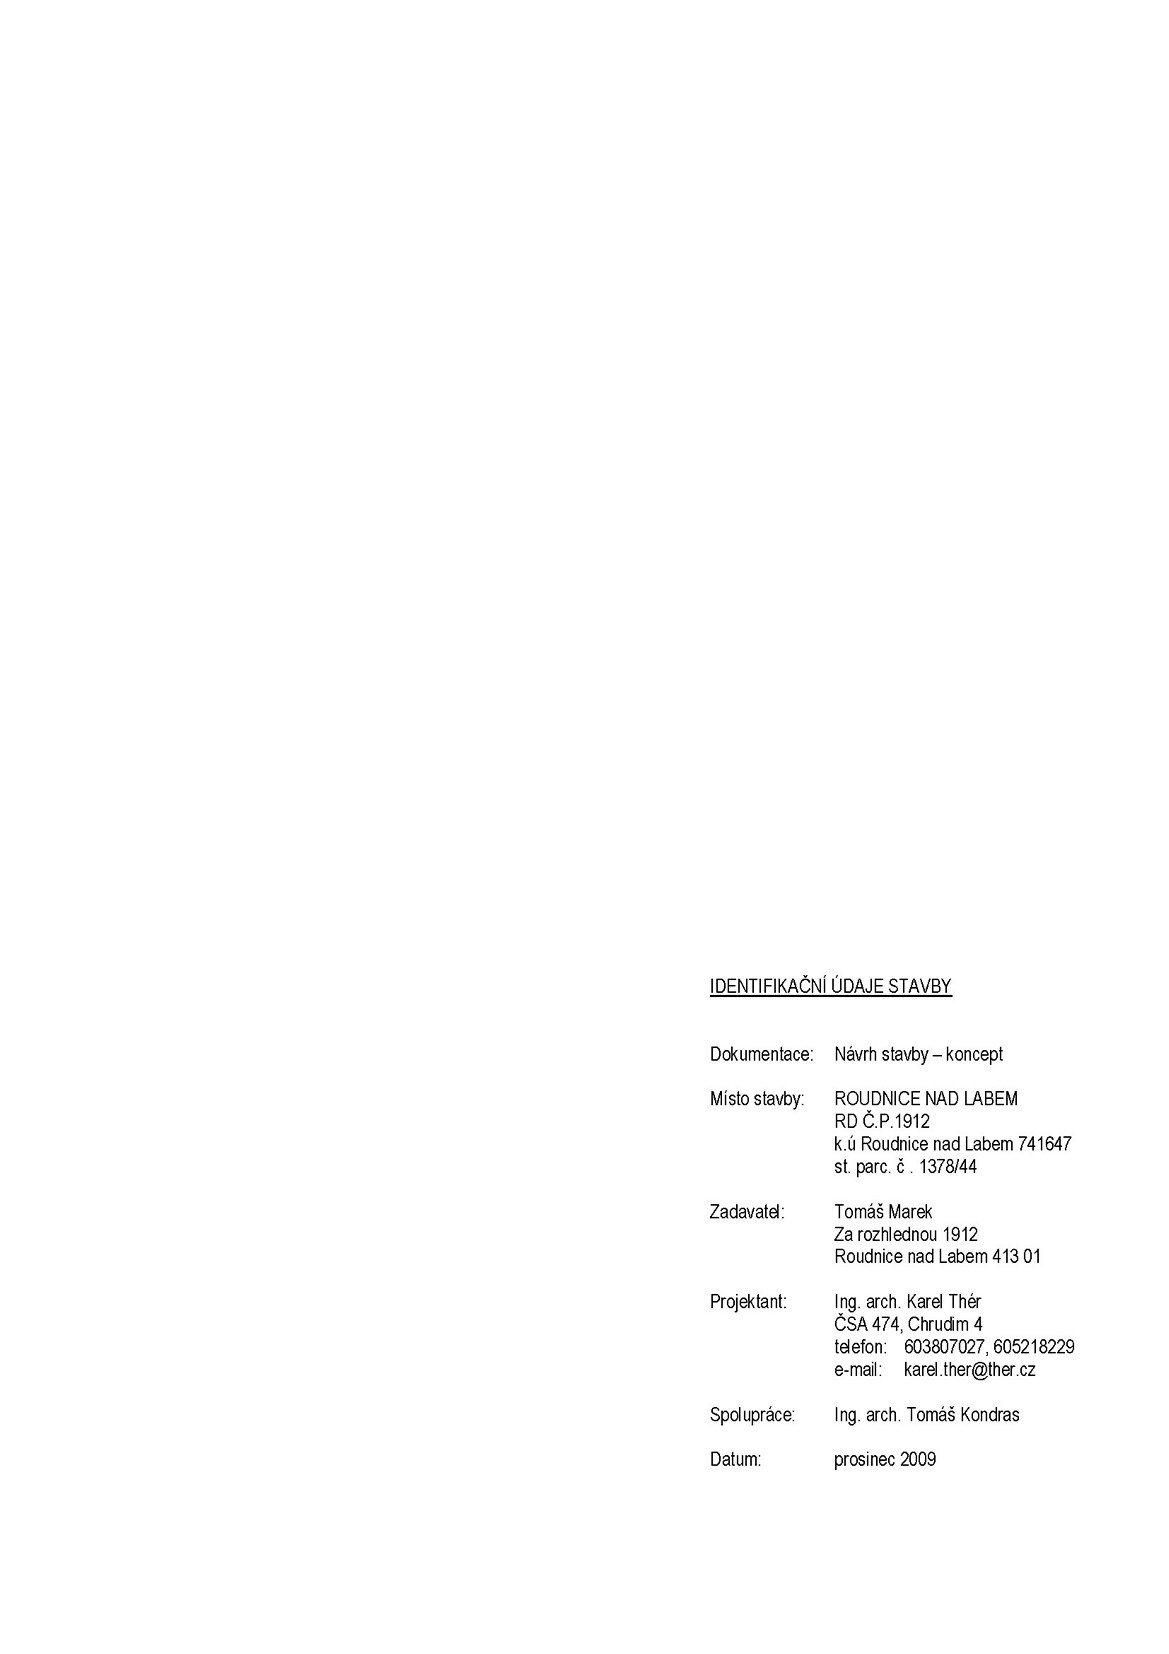 IDENTIFIKAČNÍ ÚDAJE STAVBY
Dokumentace: Návrh stavby – koncept
Místo stavby: ROUDNICE NAD LABEM
RD Č.P.1912
k.ú Roudnice nad Labem 741647
st. parc. č . 1378/44
Zadavatel: Tomáš Marek
Za rozhlednou 1912
Roudnice nad Labem 413 01
Projektant: Ing. arch. Karel Thér
ČSA 474, Chrudim 4
telefon: 603807027, 605218229
e-mail: karel.ther@ther.cz
Spolupráce: Ing. arch. Tomáš Kondras
Datum: prosinec 2009